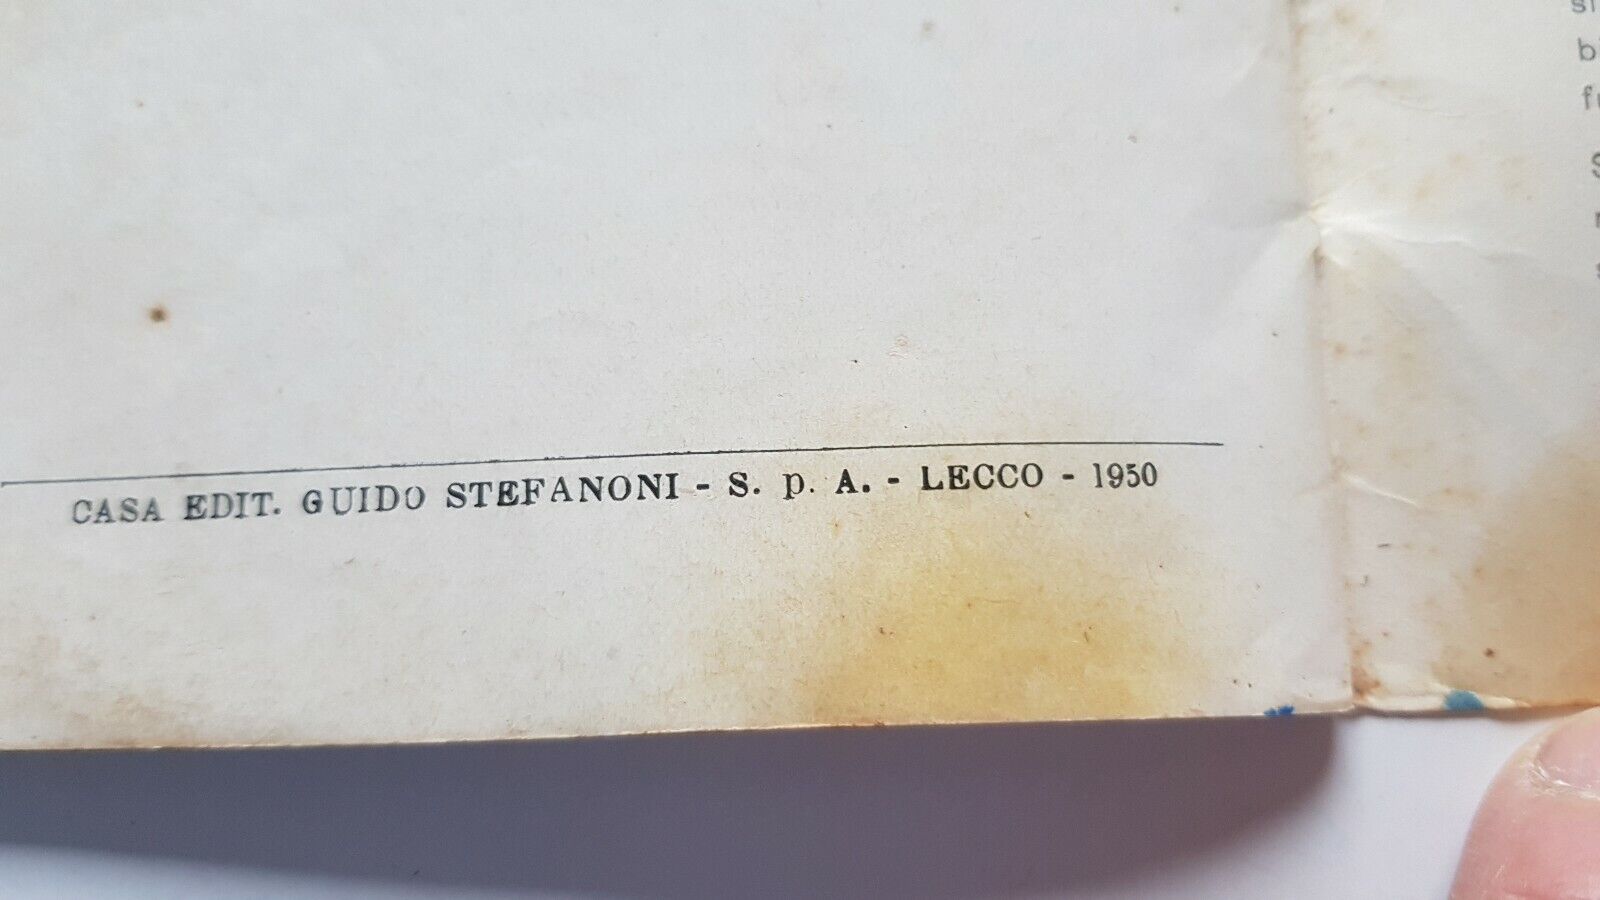 CASA EDIT. GUIDO STEFANONI - S. p. A. - LECCO - 1950